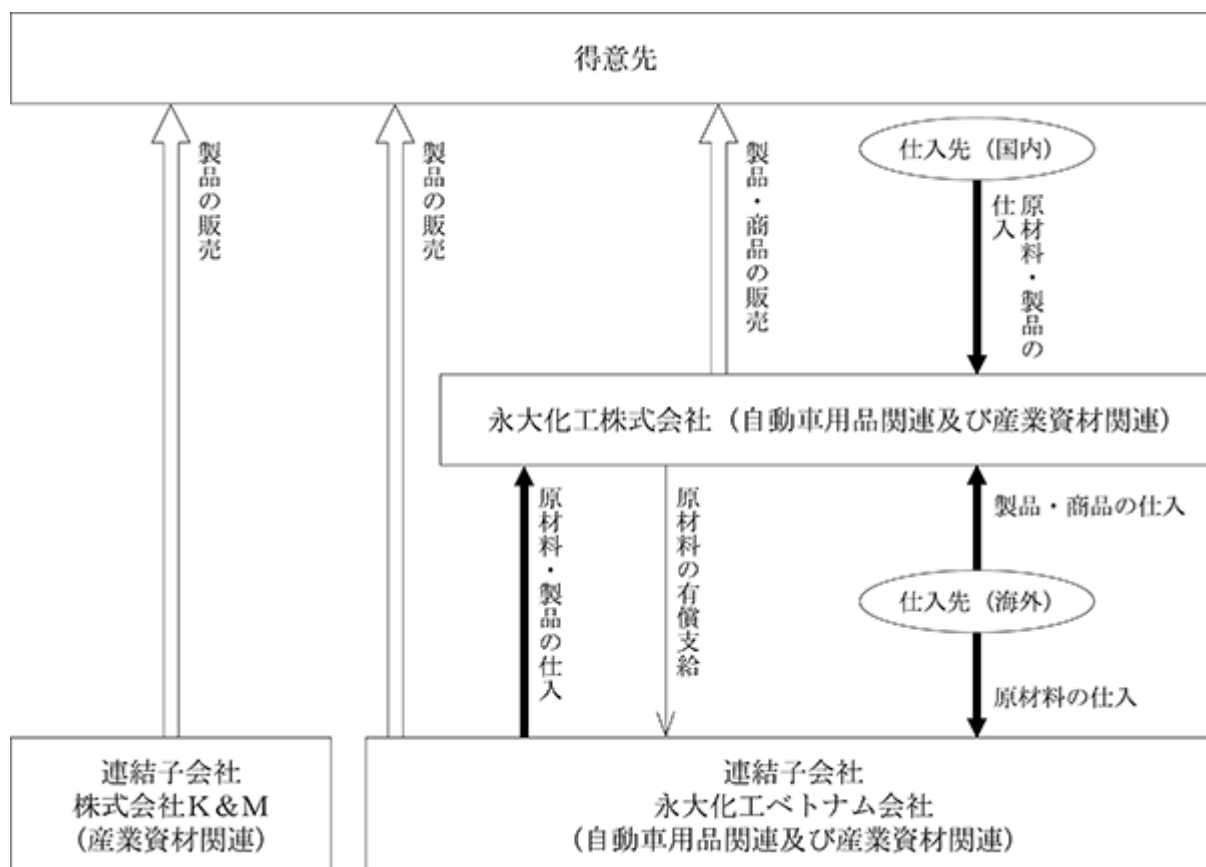 得意先
製品の販売
製品の販売
製品・商品の販売
仕入先(国内)
原材料・製品の
仕入
永大化工株式会社(自動車用品関連及び産業資材関連)
原材料・製品の仕入
原材料の有償支給
製品・商品の仕入
仕入先(海外)
原材料の仕入
連結子会社
株式会社K&M
(産業資材関連)
連結子会社
永大化工ベトナム会社
(自動車用品関連及び産業資材関連)